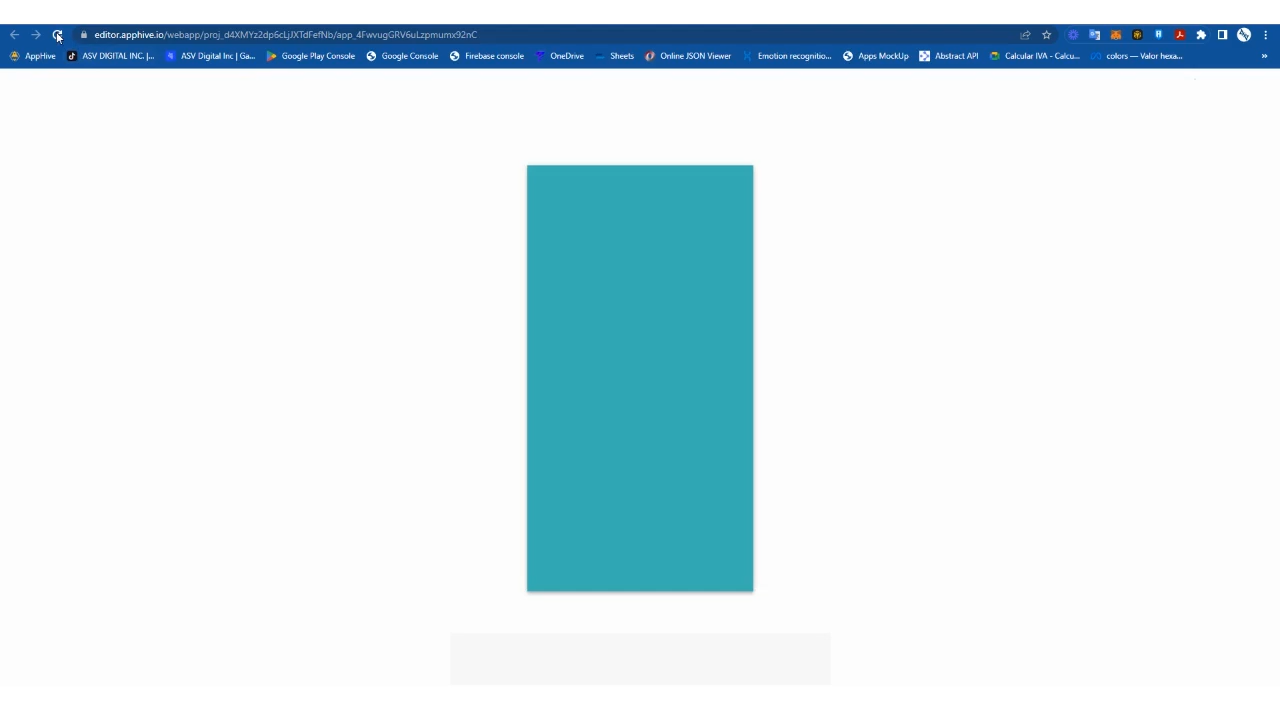 editor.apphive.io/webapp/proj_d4XMYz2dp6cLjJXTdFefNb/app_4FwvugGRV6uLzpmumx92nC
AppHive ASV DIGITAL INC. |... ASV Digital Inc | Ga... Google Play Console Google Console Firebase console OneDrive Sheets Online JSON Viewer Emotion recognitio... Apps MockUp Abstract API Calcular IVA - Calcu... colors — Valor hexa... »